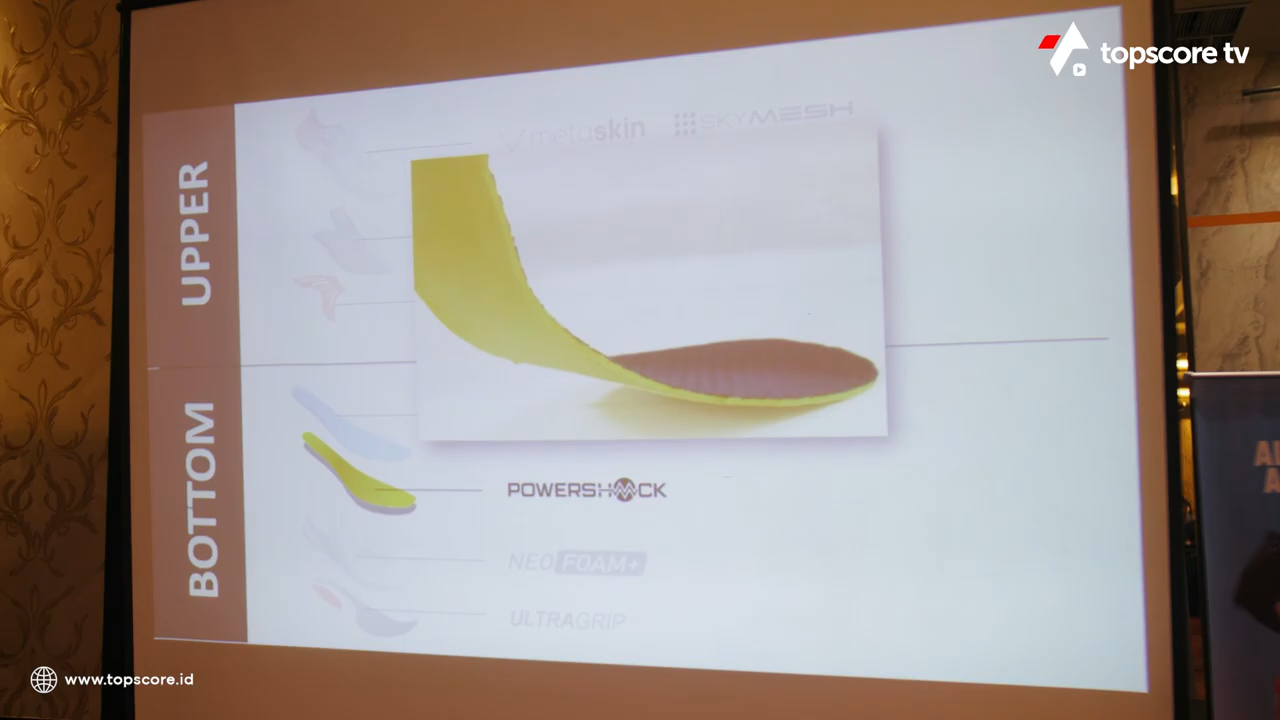 topscore tv
metaskin
SKYMESH
UPPER
BOTTOM
POWERSHOCK
NEO FOAM+
ULTRAGRIP
www.topscore.id